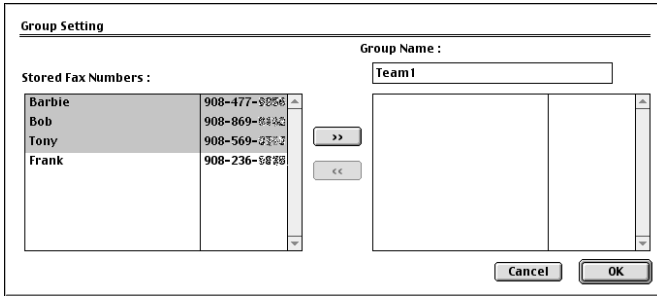 Group Setting
Group Name :
Team1
Stored Fax Numbers :
Barbie 908-477-
Bob 908-869-
Tony 908-569-
Frank 908-236-
>>
<<
Cancel OK